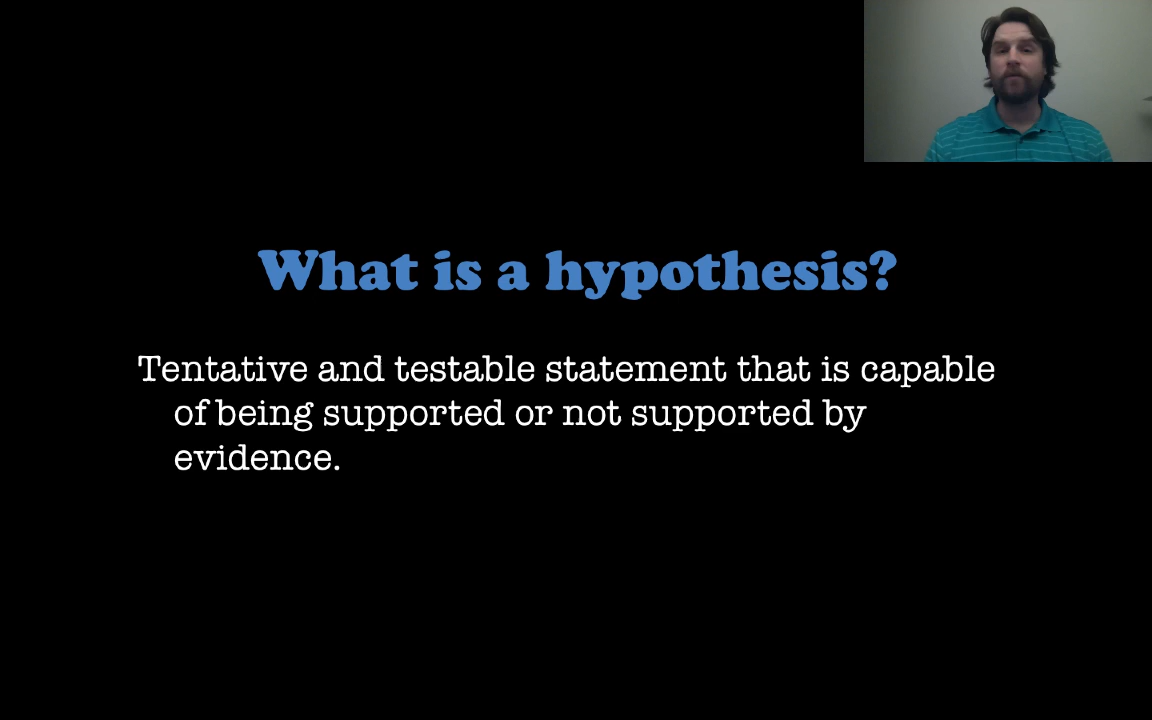 What is a hypothesis?
Tentative and testable statement that is capable
of being supported or not supported by
evidence.